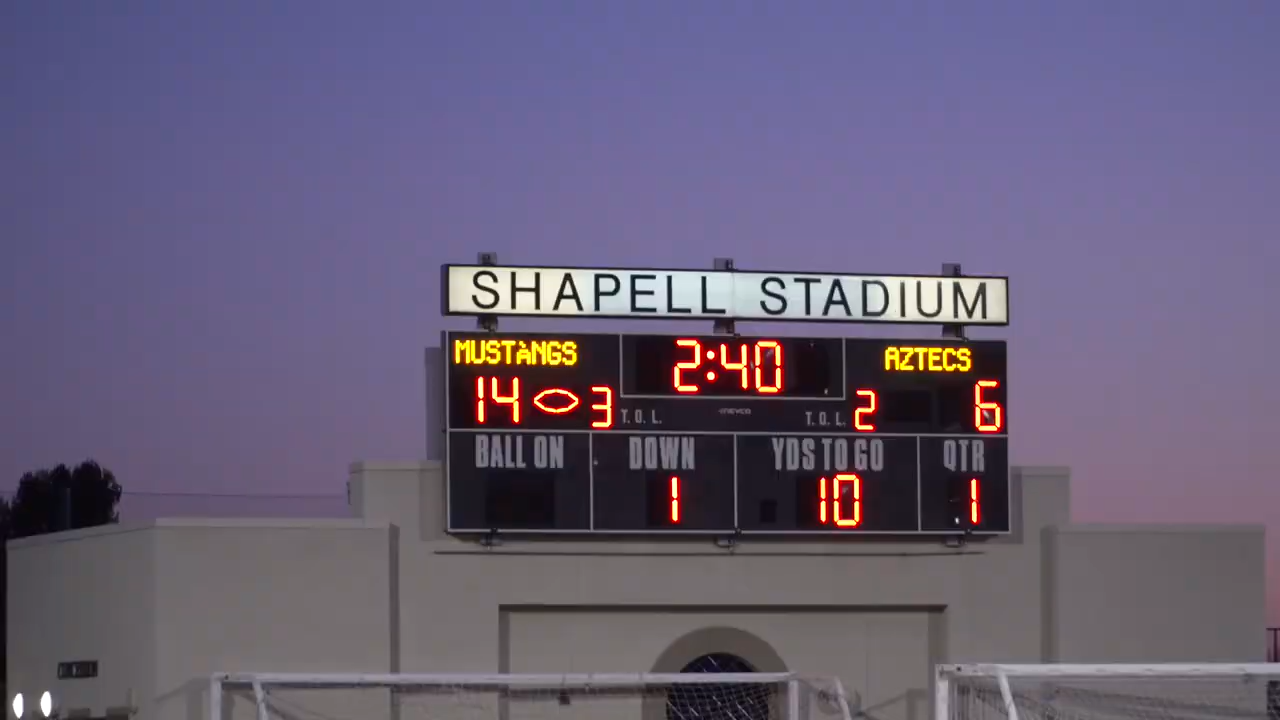 SHAPELL STADIUM
MUSTANGS 2:40 AZTECS
14 3 T.O.L. NEVCO T.O.L. 2 6
BALL ON DOWN YDS TO GO QTR
1 10 1